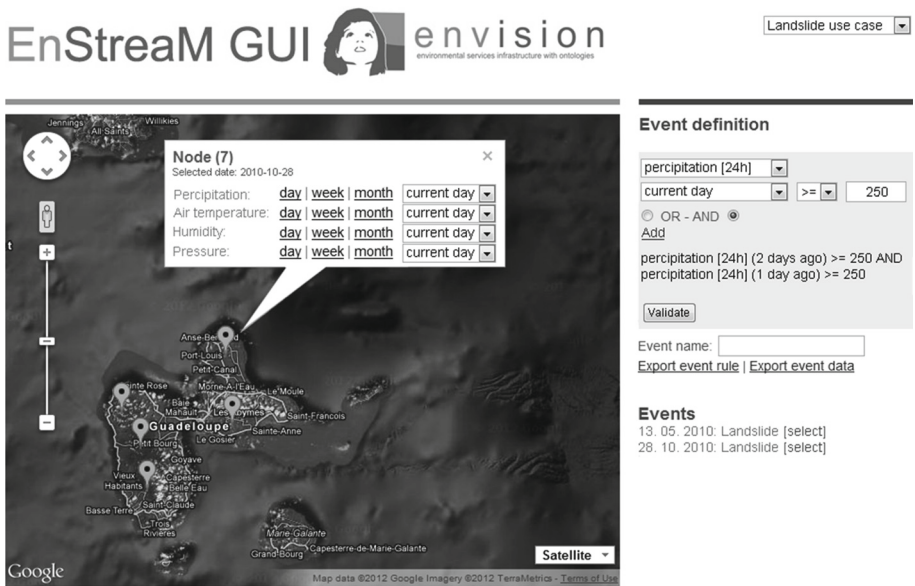 EnStreaM GUI
envision
environmental services infrastructure with ontologies
Landslide use case
Jennings
Willikies
All Saints
t
Node (7)
Selected date: 2010-10-28
Percipitation: day | week | month current day
Air temperature: day | week | month current day
Humidity: day | week | month current day
Pressure: day | week | month current day
Port-Louis
Petit-Canal
Morne-A-l'Eau
Le Moule
Baie Mahault
Saint-François
Guadeloupe
Sainte-Anne
Petit Bourg
Le Gosier
Goyave
Vieux Habitants
Capesterre Belle Eau
Saint-Claude
Basse Terre
Trois Rivières
Marie-Galante
Grand-Bourg
Capesterre-de-Marie-Galante
Satellite
Google
Map data ©2012 Google Imagery ©2012 TerraMetrics - Terms of Use
Event definition
percipitation [24h]
current day >= 250
OR - AND
Add
percipitation [24h] (2 days ago) >= 250 AND
percipitation [24h] (1 day ago) >= 250
Validate
Event name:
Export event rule | Export event data
Events
13. 05. 2010: Landslide [select]
28. 10. 2010: Landslide [select]